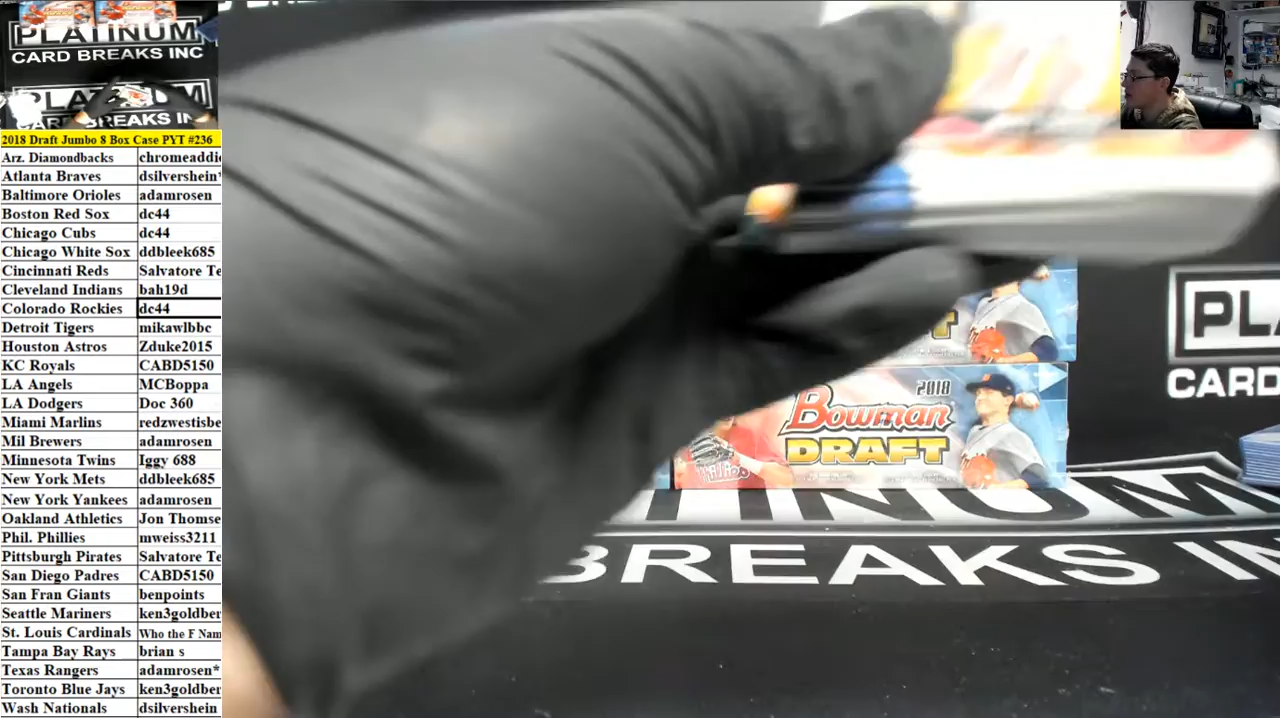 PLATINUM
CARD BREAKS INC
2018 Draft Jumbo 8 Box Case PYT #236
Arz. Diamondbacks chromeaddi
Atlanta Braves dsilvershein
Baltimore Orioles adamrosen
Boston Red Sox dc44
Chicago Cubs dc44
Chicago White Sox ddbleek685
Cincinnati Reds Salvatore Te
Cleveland Indians bah19d
Colorado Rockies dc44
Detroit Tigers mikawlbbc
Houston Astros Zduke2015
KC Royals CABD5150
LA Angels MCBoppa
LA Dodgers Doc 360
Miami Marlins redzwestisbe
Mil Brewers adamrosen
Minnesota Twins Iggy 688
New York Mets ddbleek685
New York Yankees adamrosen
Oakland Athletics Jon Thomse
Phil. Phillies mweiss3211
Pittsburgh Pirates Salvatore Te
San Diego Padres CABD5150
San Fran Giants benpoints
Seattle Mariners ken3goldber
St. Louis Cardinals Who the F Nam
Tampa Bay Rays brian s
Texas Rangers adamrosen*
Toronto Blue Jays ken3goldber
Wash Nationals dsilvershein
2018
Bowman
DRAFT
Phillies
PL
CARD
TINUM
BREAKS IN